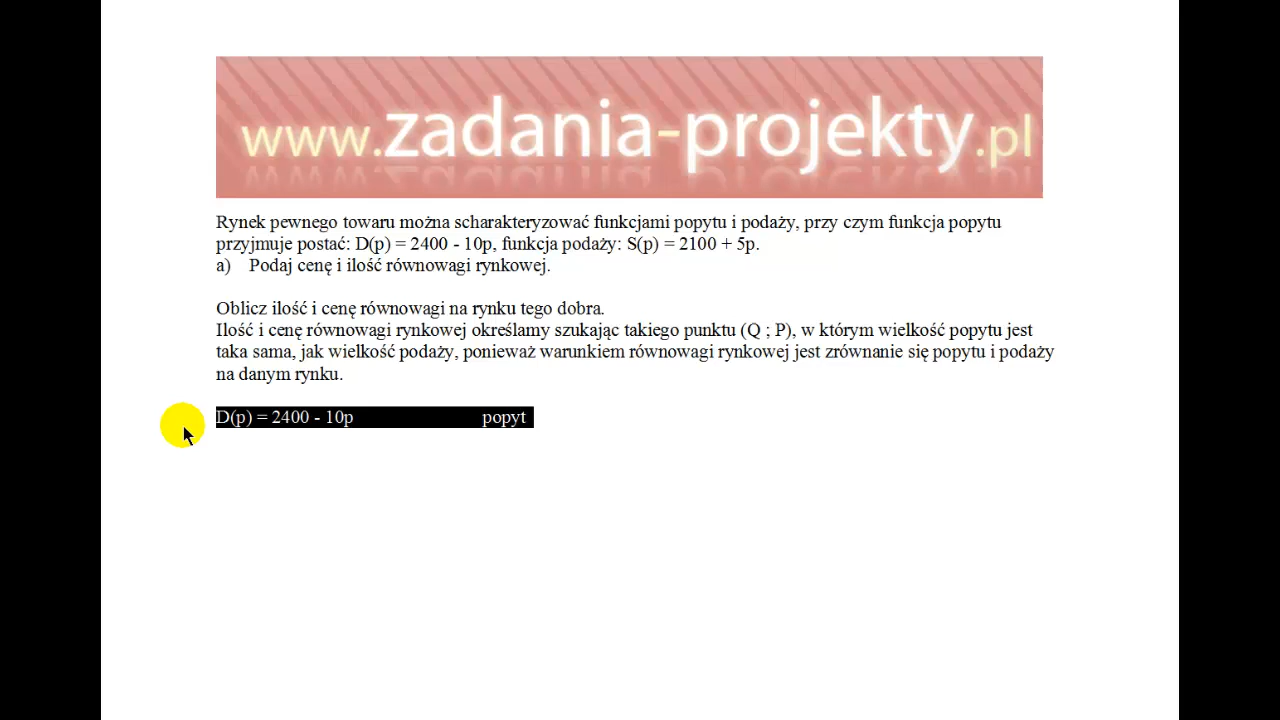 www.zadania-projekty.pl
Rynek pewnego towaru można scharakteryzować funkcjami popytu i podaży, przy czym funkcja popytu
przyjmuje postać: D(p) = 2400 - 10p, funkcja podaży: S(p) = 2100 + 5p.
a) Podaj cenę i ilość równowagi rynkowej.
Oblicz ilość i cenę równowagi na rynku tego dobra.
Ilość i cenę równowagi rynkowej określamy szukając takiego punktu (Q ; P), w którym wielkość popytu jest
taka sama, jak wielkość podaży, ponieważ warunkiem równowagi rynkowej jest zrównanie się popytu i podaży
na danym rynku.
D(p) = 2400 - 10p popyt